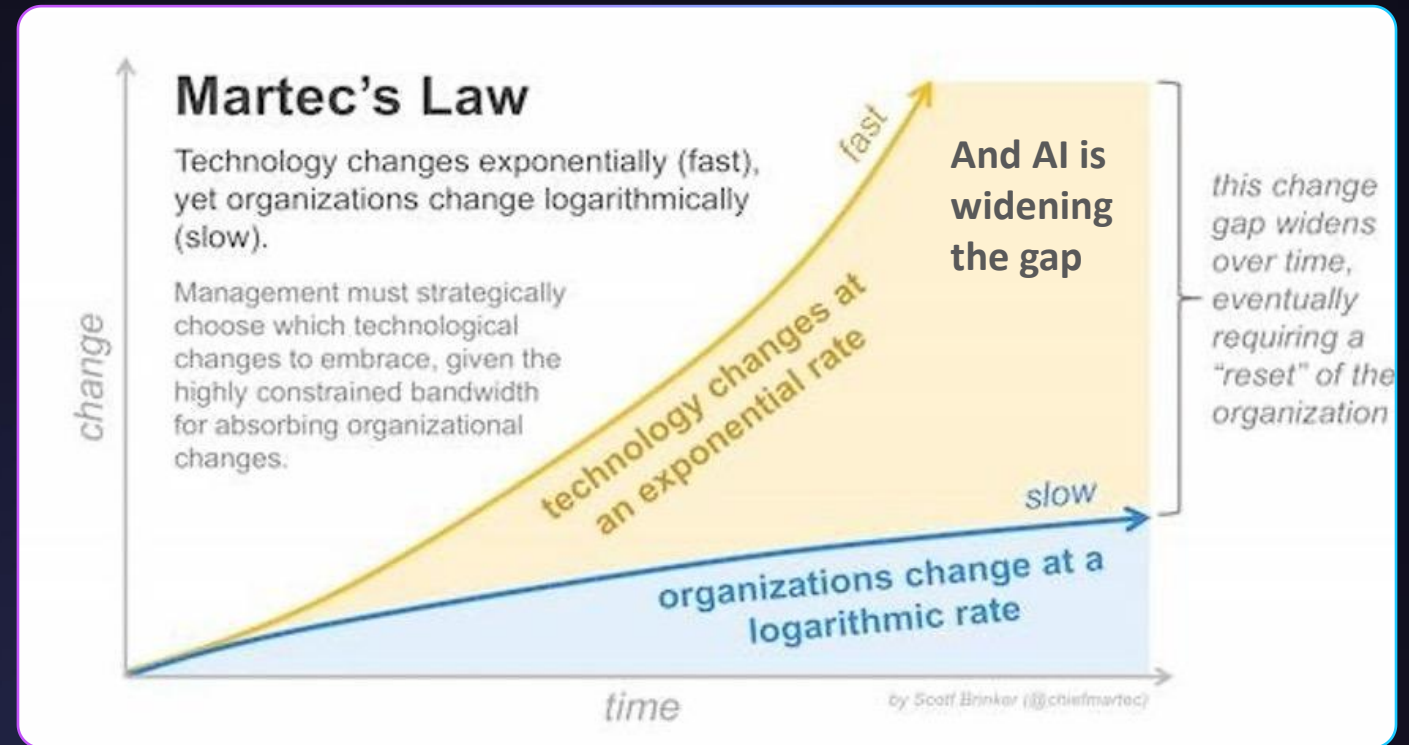 Martec's Law
Technology changes exponentially (fast),
yet organizations change logarithmically
(slow).
Management must strategically
choose which technological
changes to embrace, given the
highly constrained bandwidth
for absorbing organizational
changes.
change
fast
technology changes at
an exponential rate
And AI is
widening
the gap
this change
gap widens
over time,
eventually
requiring a
“reset” of the
organization
slow
organizations change at a
logarithmic rate
time
by Scott Brinker (@chiefmartec)